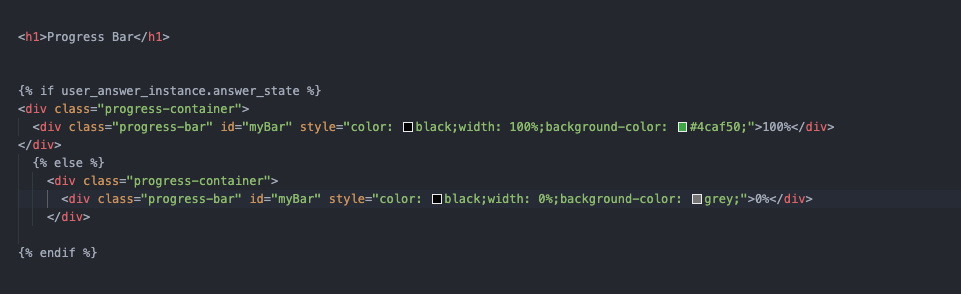 <h1>Progress Bar</h1>
{% if user_answer_instance.answer_state %}
<div class="progress-container">
<div class="progress-bar" id="myBar" style="color: black;width: 100%;background-color: #4caf50;">100%</div>
</div>
{% else %}
<div class="progress-container">
<div class="progress-bar" id="myBar" style="color: black;width: 0%;background-color: grey;">0%</div>
</div>
{% endif %}